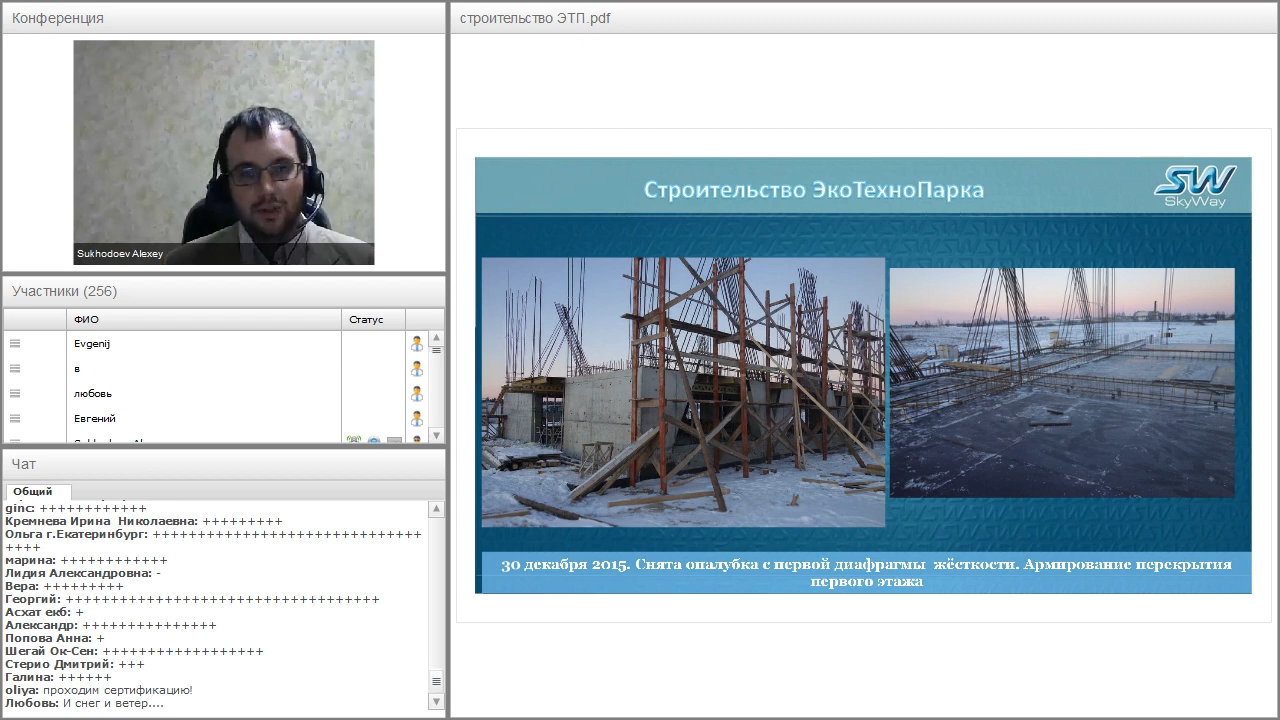 Конференция
Sukhodoev Alexey
Участники (256)
ФИО
Статус
Evgenij
в
любовь
Евгений
Чат
Общий
ginc: ++++++++++++
Кремнева Ирина Николаевна: +++++++++
Ольга г.Екатеринбург: ++++++++++++++++++++++++++++++
++++
марина: ++++++++++++
Лидия Александровна: -
Вера: +++++++++
Георгий: +++++++++++++++++++++++++++++++++++
Асхат екб: +
Александр: +++++++++++++++
Попова Анна: +
Шегай Ок-Сен: ++++++++++++++++++
Стерио Дмитрий: +++
Галина: ++++++
oliya: проходим сертификацию!
Любовь: И снег и ветер....
строительство ЭТП.pdf
Строительство ЭкоТехноПарка
SW
SkyWay
30 декабря 2015. Снята опалубка с первой диафрагмы жёсткости. Армирование перекрытия
первого этажа